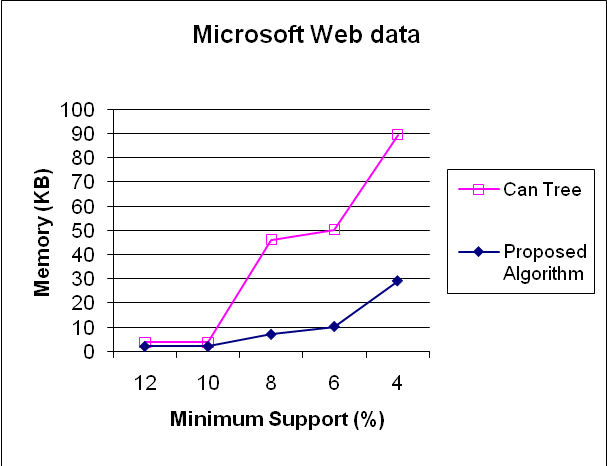 Microsoft Web data
100
90
80
70
60
50
40
30
20
10
0
Memory (KB)
12 10 8 6 4
Minimum Support (%)
Can Tree
Proposed
Algorithm